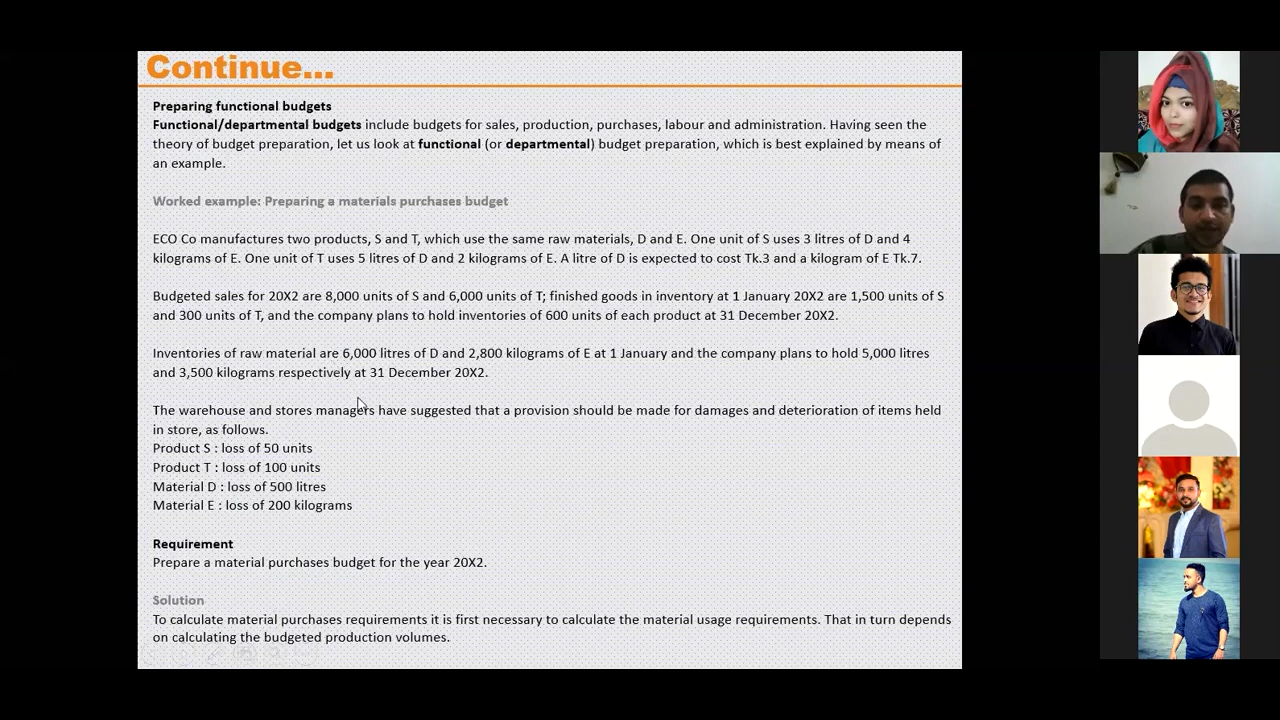 Continue...
Preparing functional budgets
Functional/departmental budgets include budgets for sales, production, purchases, labour and administration. Having seen the
theory of budget preparation, let us look at functional (or departmental) budget preparation, which is best explained by means of
an example.
Worked example: Preparing a materials purchases budget
ECO Co manufactures two products, S and T, which use the same raw materials, D and E. One unit of S uses 3 litres of D and 4
kilograms of E. One unit of T uses 5 litres of D and 2 kilograms of E. A litre of D is expected to cost Tk.3 and a kilogram of E Tk.7.
Budgeted sales for 20X2 are 8,000 units of S and 6,000 units of T; finished goods in inventory at 1 January 20X2 are 1,500 units of S
and 300 units of T, and the company plans to hold inventories of 600 units of each product at 31 December 20X2.
Inventories of raw material are 6,000 litres of D and 2,800 kilograms of E at 1 January and the company plans to hold 5,000 litres
and 3,500 kilograms respectively at 31 December 20X2.
The warehouse and stores managers have suggested that a provision should be made for damages and deterioration of items held
in store, as follows.
Product S : loss of 50 units
Product T : loss of 100 units
Material D : loss of 500 litres
Material E : loss of 200 kilograms
Requirement
Prepare a material purchases budget for the year 20X2.
Solution
To calculate material purchases requirements it is first necessary to calculate the material usage requirements. That in turn depends
on calculating the budgeted production volumes.